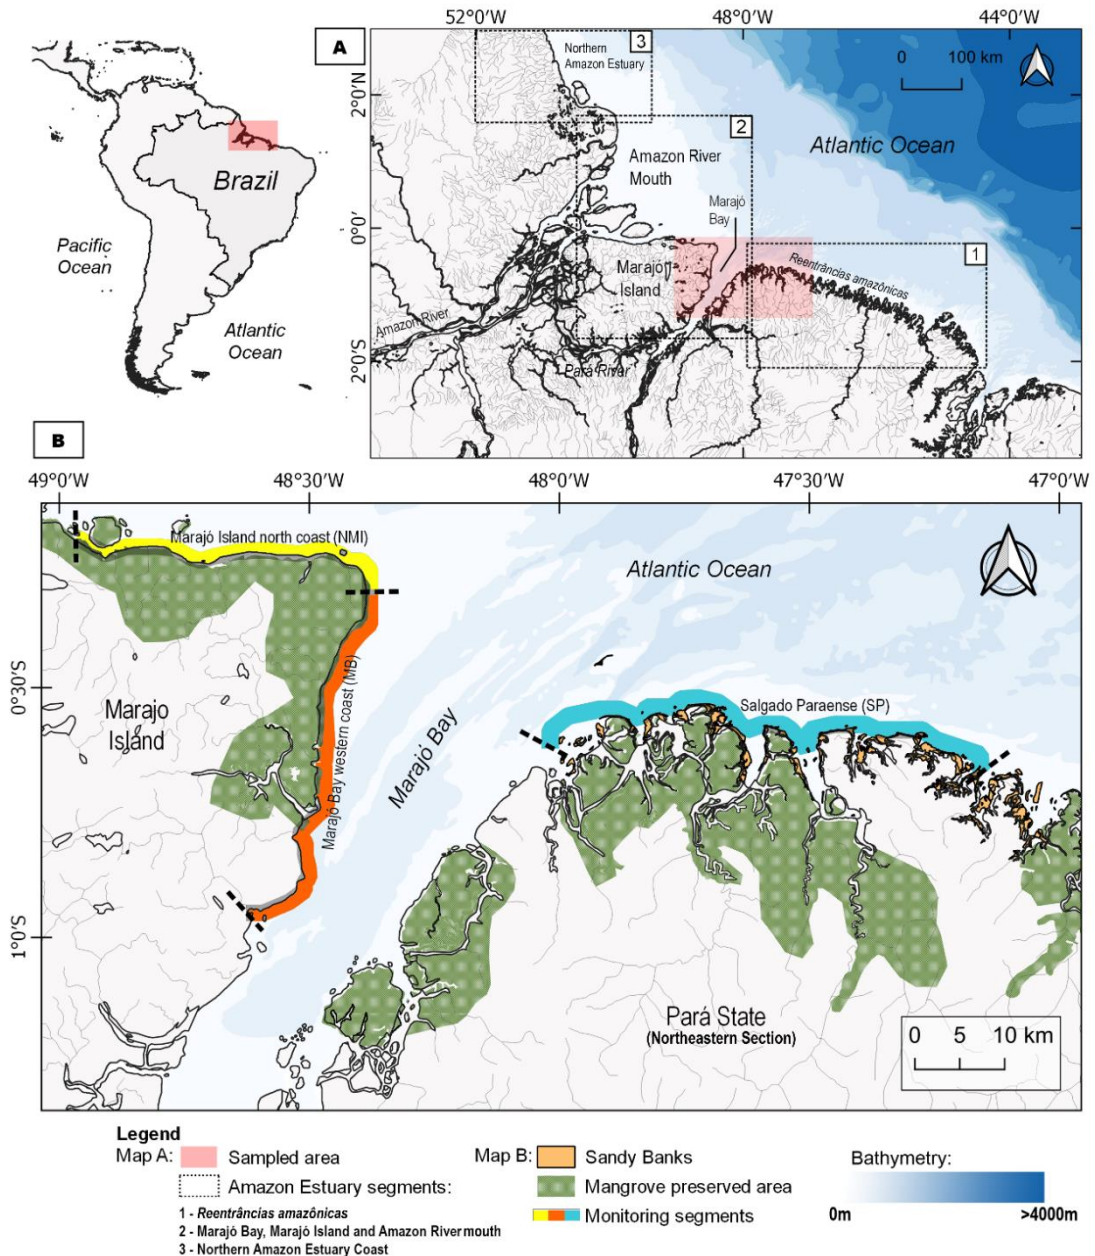 52°0'W 48°0'W 44°0'W
A
3
Northern
Amazon Estuary
0 100 km
2°0'N
2
Atlantic Ocean
Amazon River
Mouth
Marajó
Bay
Brazil
Pacific
Ocean
0°0'
1
Reentrâncias amazônicas
Marajó
Island
Atlantic
Ocean
Amazon River
Pará River
2°0'S
B
49°0'W 48°30'W 48°0'W 47°30'W 47°0'W
Marajó Island north coast (NMI)
Atlantic Ocean
0°30'S
Marajó Bay western coast (MB)
Marajo
Island
Marajó Bay
Salgado Paraense (SP)
1°0'S
Pará State
(Northeastern Section)
0 5 10 km
Legend
Map A: Sampled area
Amazon Estuary segments:
1 - Reentrâncias amazônicas
2 - Marajó Bay, Marajó Island and Amazon Rivermouth
3 - Northern Amazon Estuary Coast
Map B: Sandy Banks
Mangrove preserved area
Monitoring segments
Bathymetry:
0m >4000m